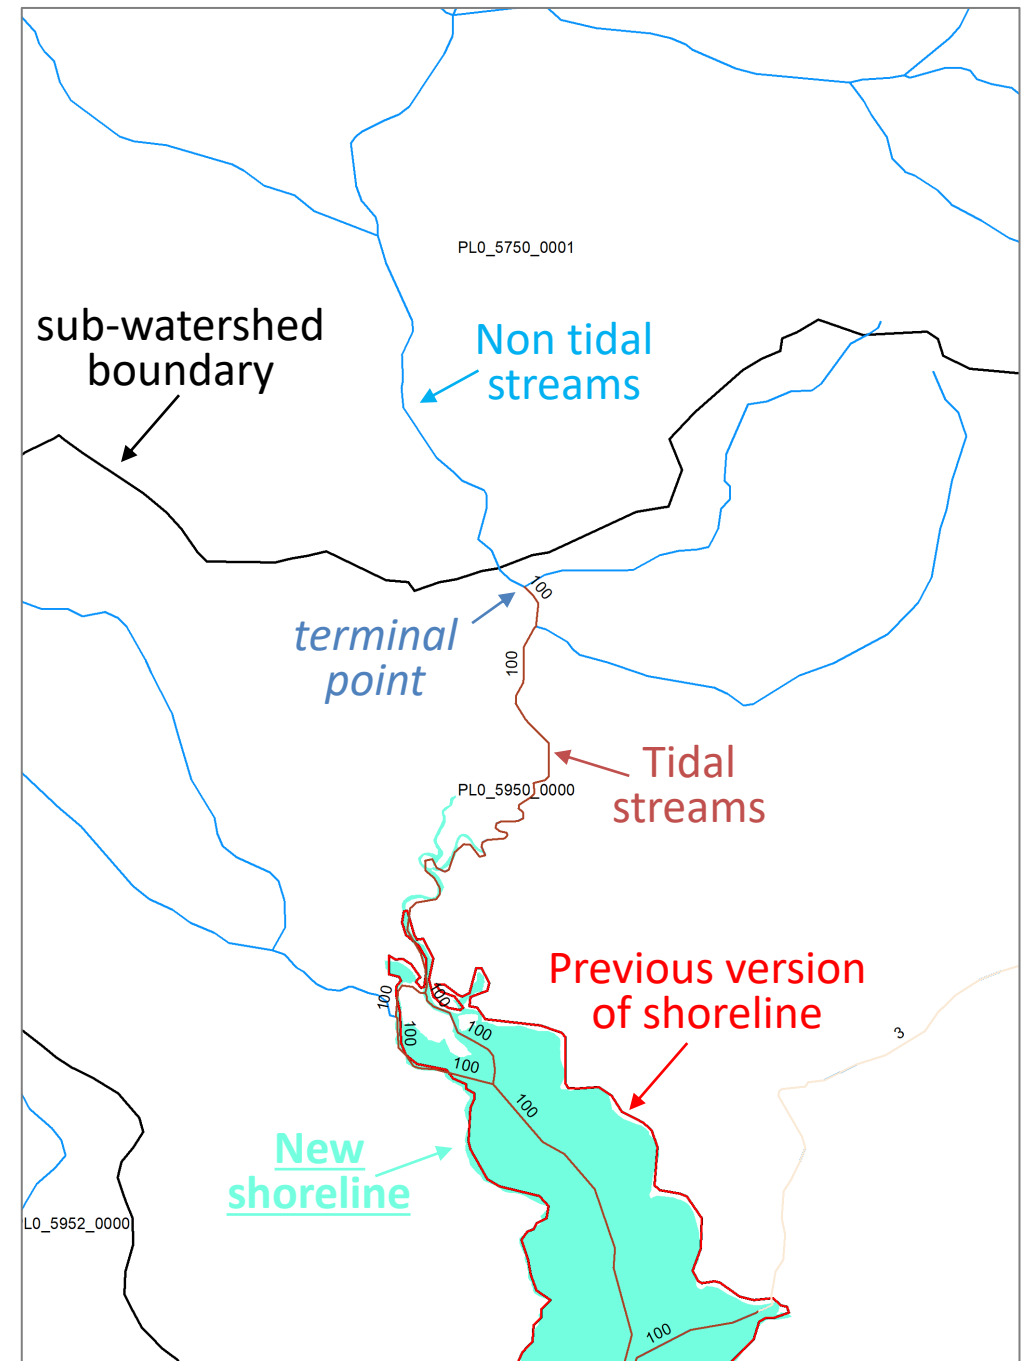 PL0_5750_0001
sub-watershed
boundary
Non tidal
streams
100
terminal
point
100
Tidal
streams
PL0_5950_0000
Previous version
of shoreline
100
100
100
100
3
100
100
New
shoreline
L0_5952_0000
100